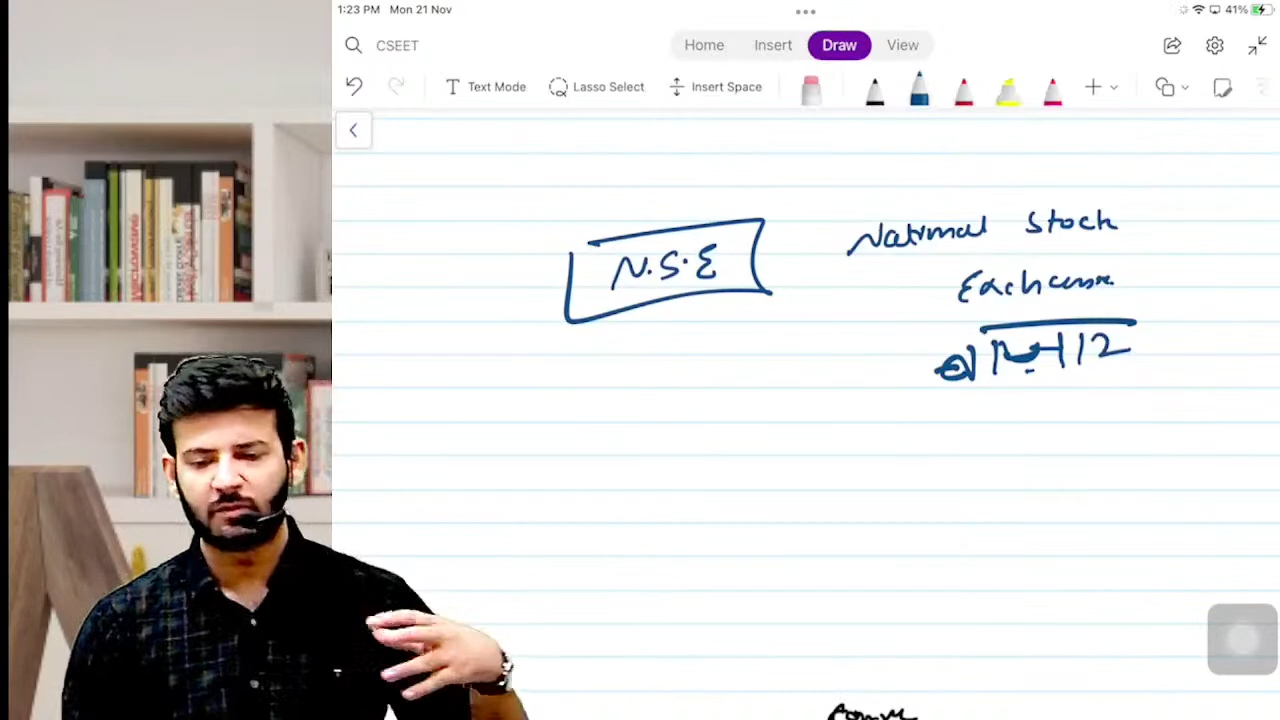 1:23 PM Mon 21 Nov
41%
CSEET
Home Insert Draw View
Text Mode Lasso Select Insert Space
National Stock
N.S.E